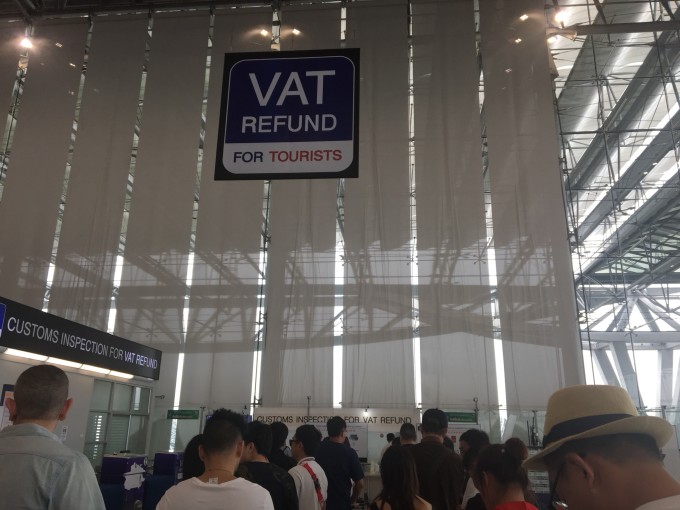 VAT
REFUND
FOR TOURISTS
CUSTOMS INSPECTION FOR VAT REFUND
CUSTOMS INSPECTION FOR VAT REFUND